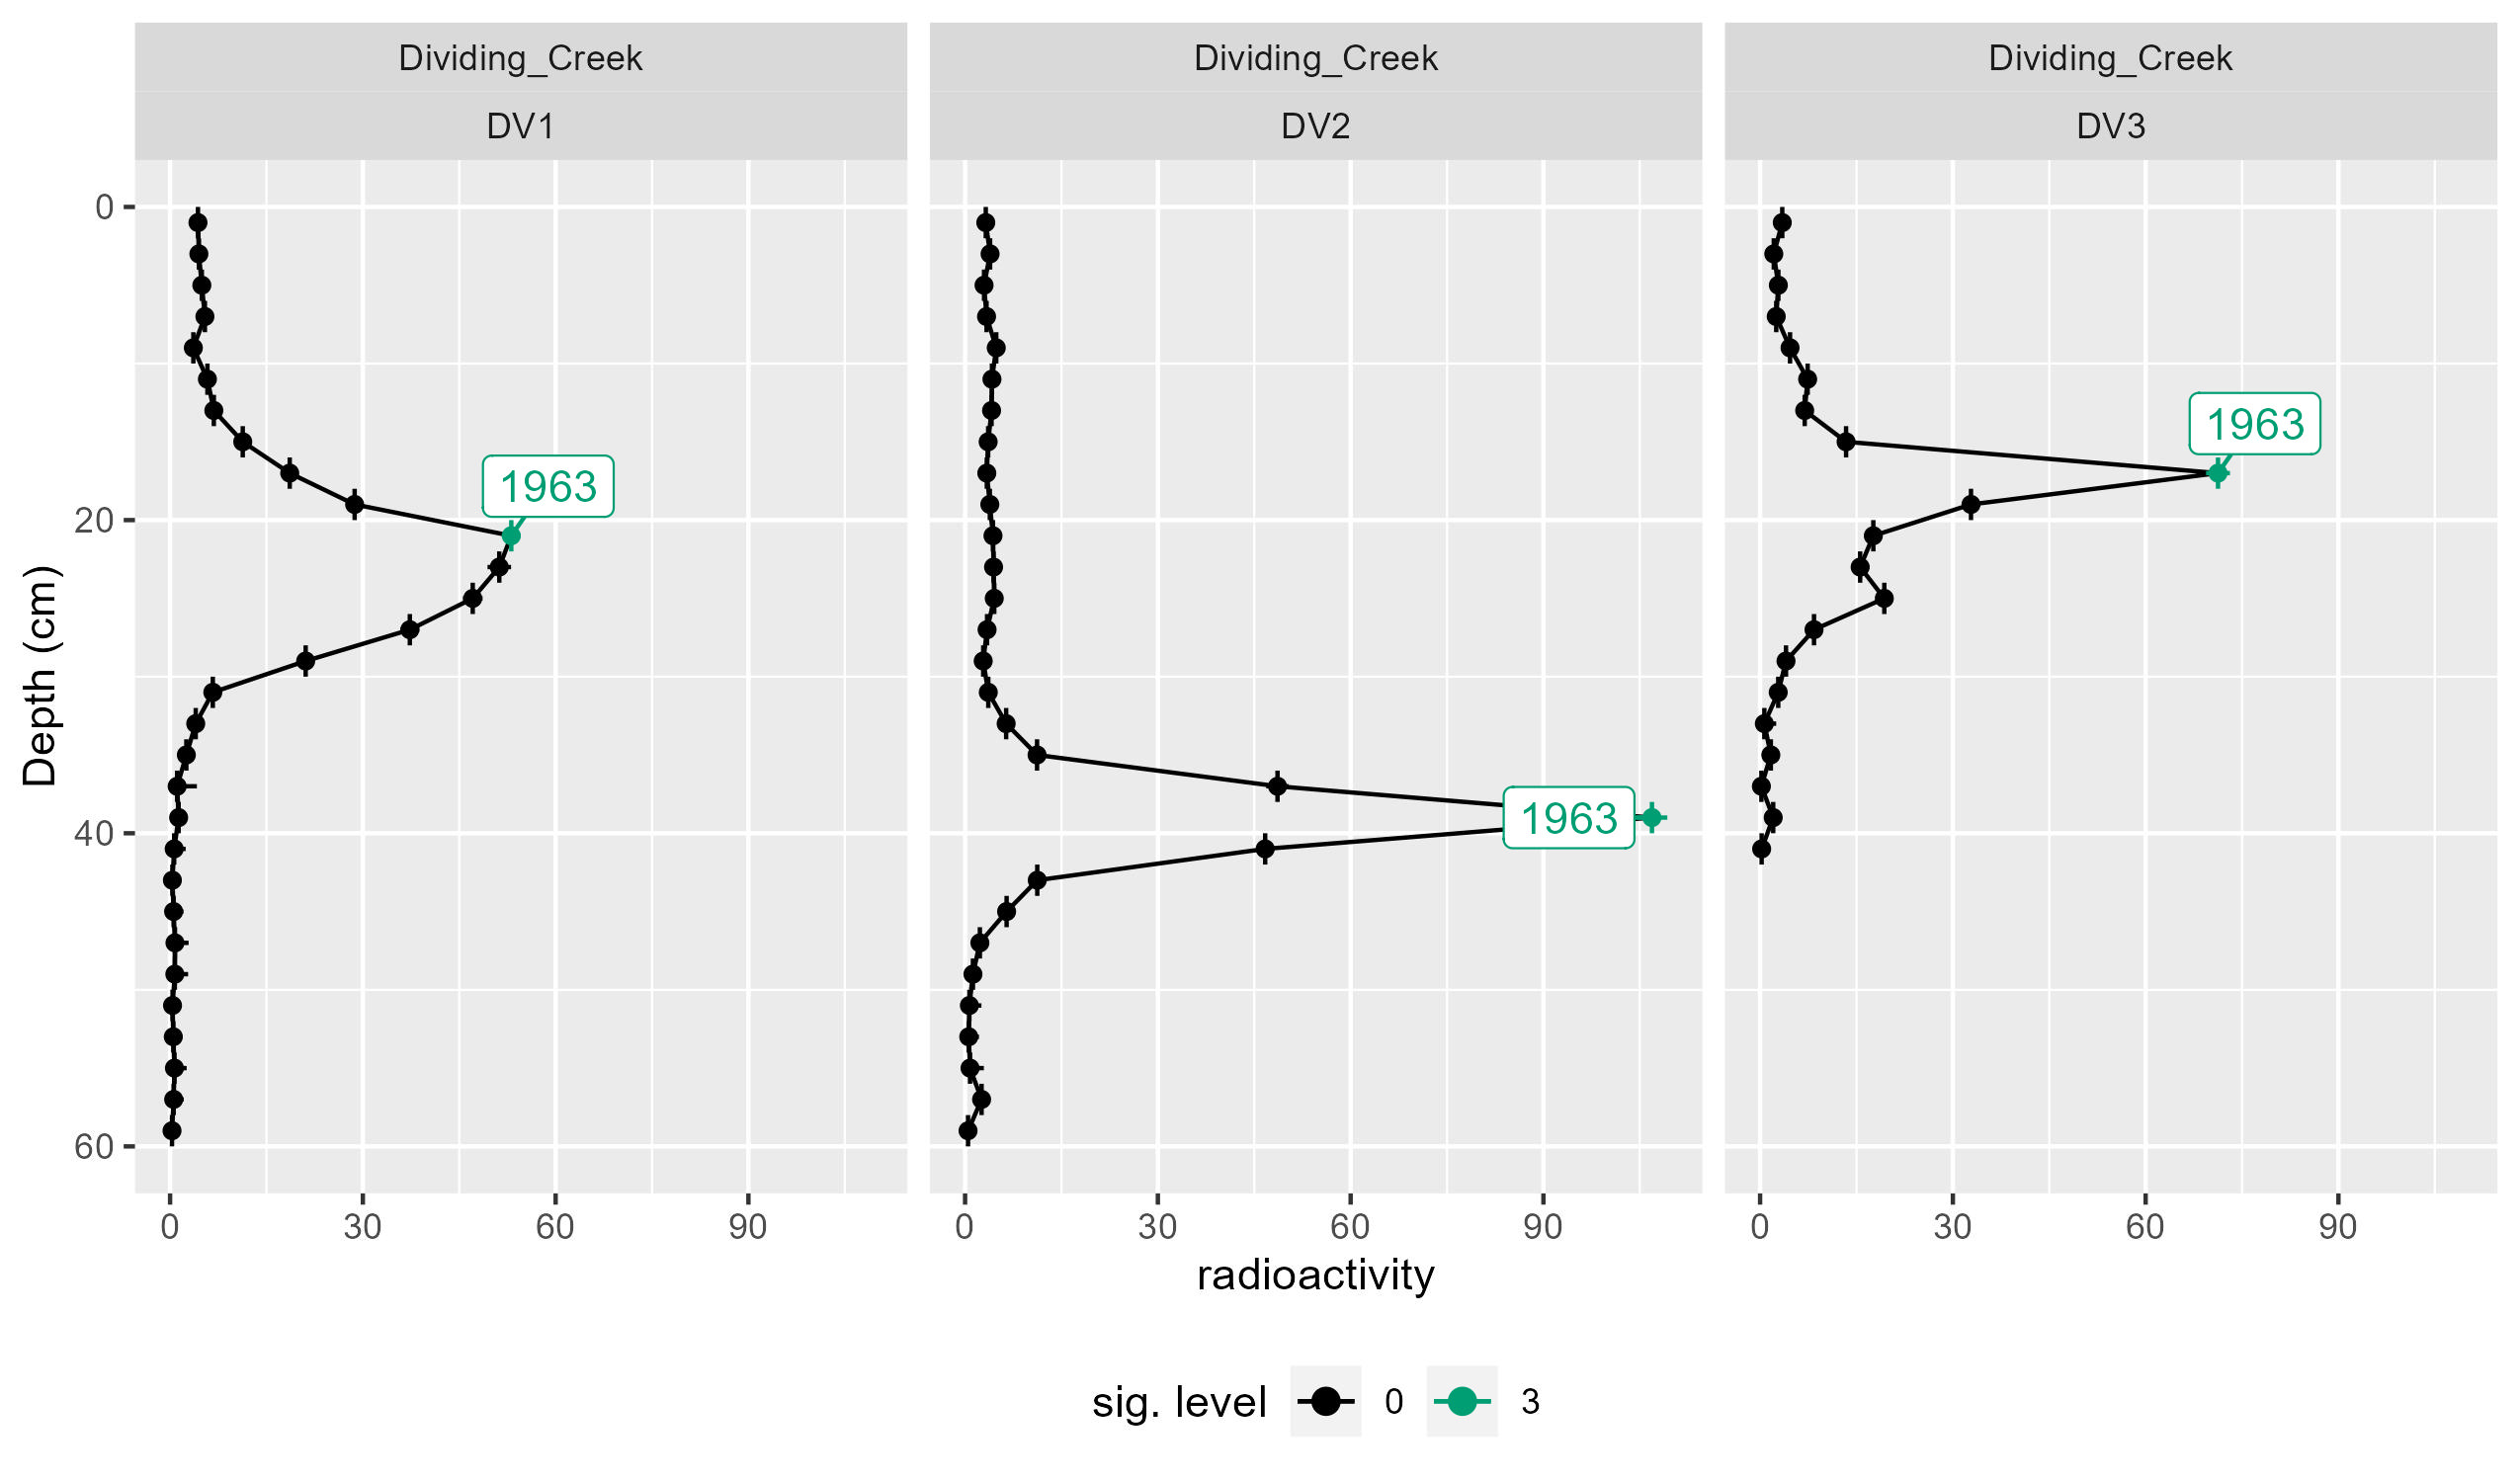 Dividing_Creek Dividing_Creek Dividing_Creek
DV1 DV2 DV3
0
1963
1963
20
Depth (cm)
1963
40
60
0 30 60 90 0 30 60 90 0 30 60 90
radioactivity
sig. level 0 3